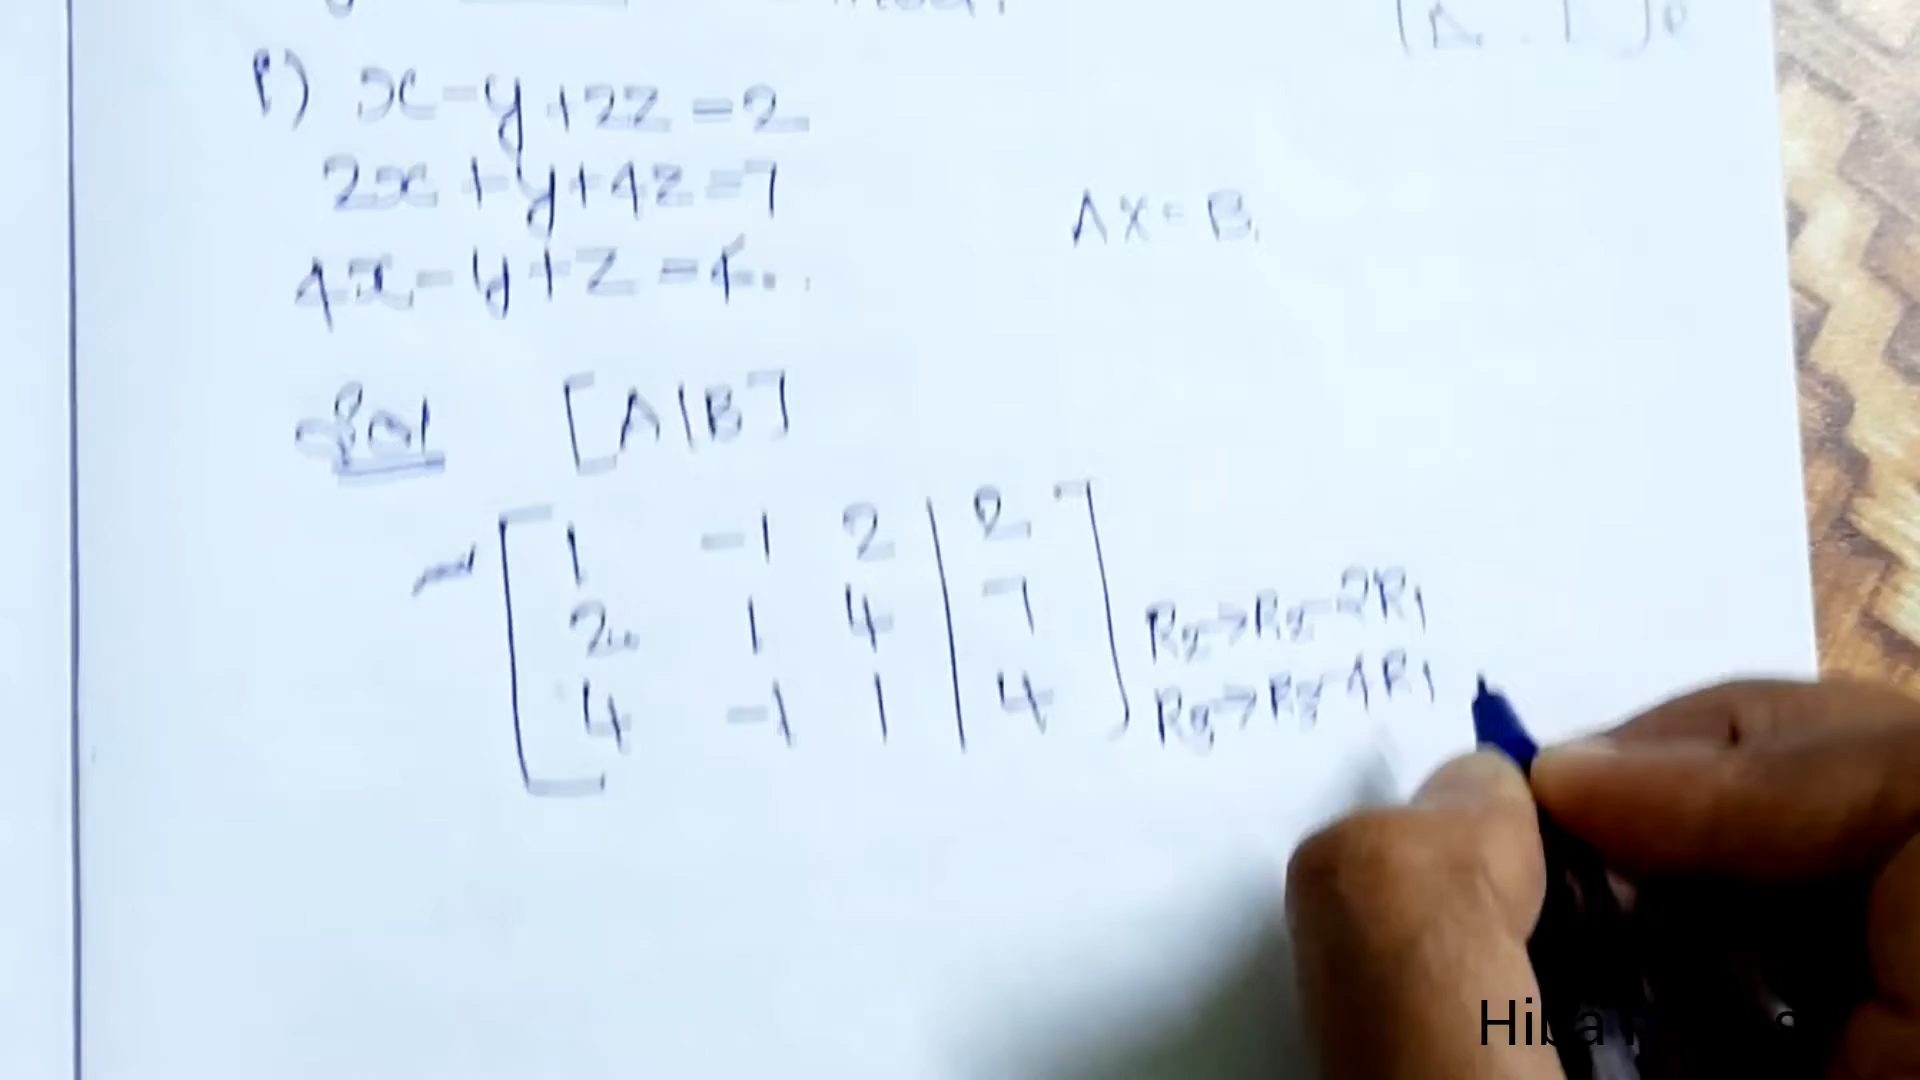 i) x - y + 2z = 2
2x + y + 4z = 7
4x - y + z = 4
AX = B
Sol [A|B]
~ [ 1 -1 2 | 2 ]
2 1 4 | 7 R2→R2-2R1
4 -1 1 | 4 R3→R3-4R1